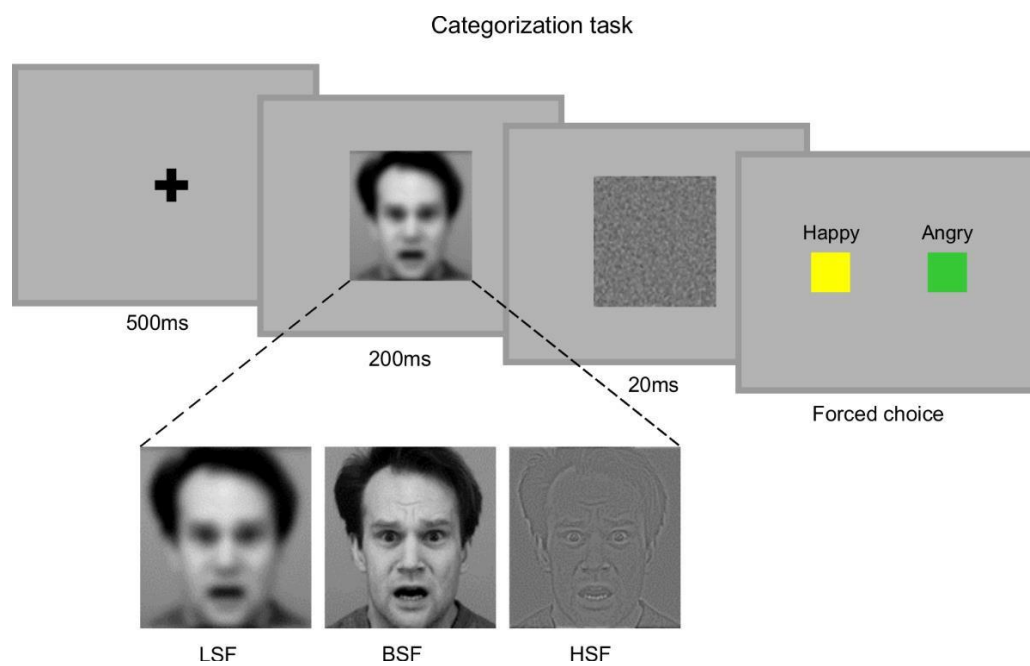 Categorization task
500ms
200ms
20ms
Happy Angry
Forced choice
LSF BSF HSF